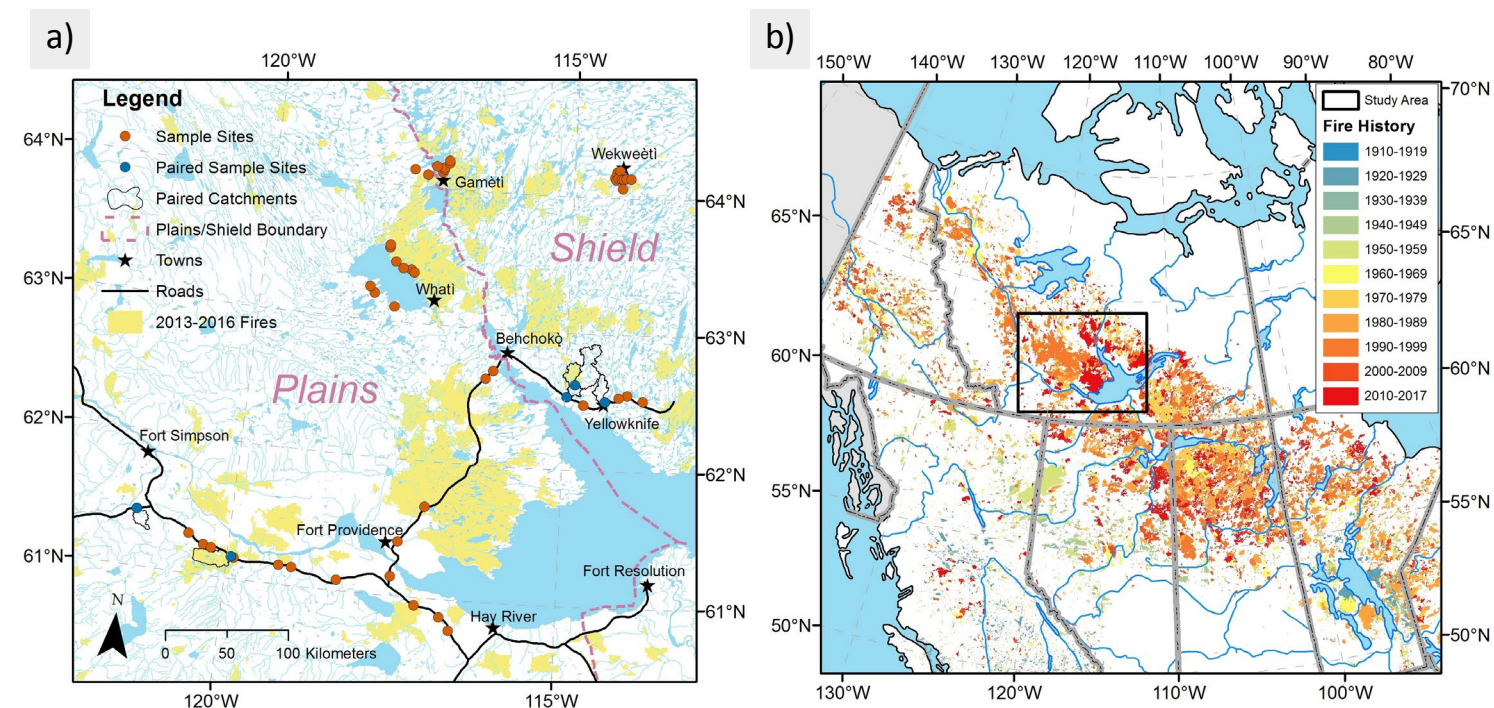 a)
120°W 115°W
Legend
Sample Sites
Paired Sample Sites
Paired Catchments
Plains/Shield Boundary
Towns
Roads
2013-2016 Fires
64°N
63°N
62°N
61°N
64°N
63°N
62°N
61°N
Wekweètì
Gamètì
Shield
Whatì
Behchokǫ̀
Plains
Yellowknife
Fort Simpson
Fort Providence
Fort Resolution
Hay River
N
0 50 100 Kilometers
120°W 115°W
b)
150°W 140°W 130°W 120°W 110°W 100°W 90°W 80°W
70°N
65°N
60°N
55°N
50°N
65°N
60°N
55°N
50°N
Study Area
Fire History
1910-1919
1920-1929
1930-1939
1940-1949
1950-1959
1960-1969
1970-1979
1980-1989
1990-1999
2000-2009
2010-2017
130°W 120°W 110°W 100°W